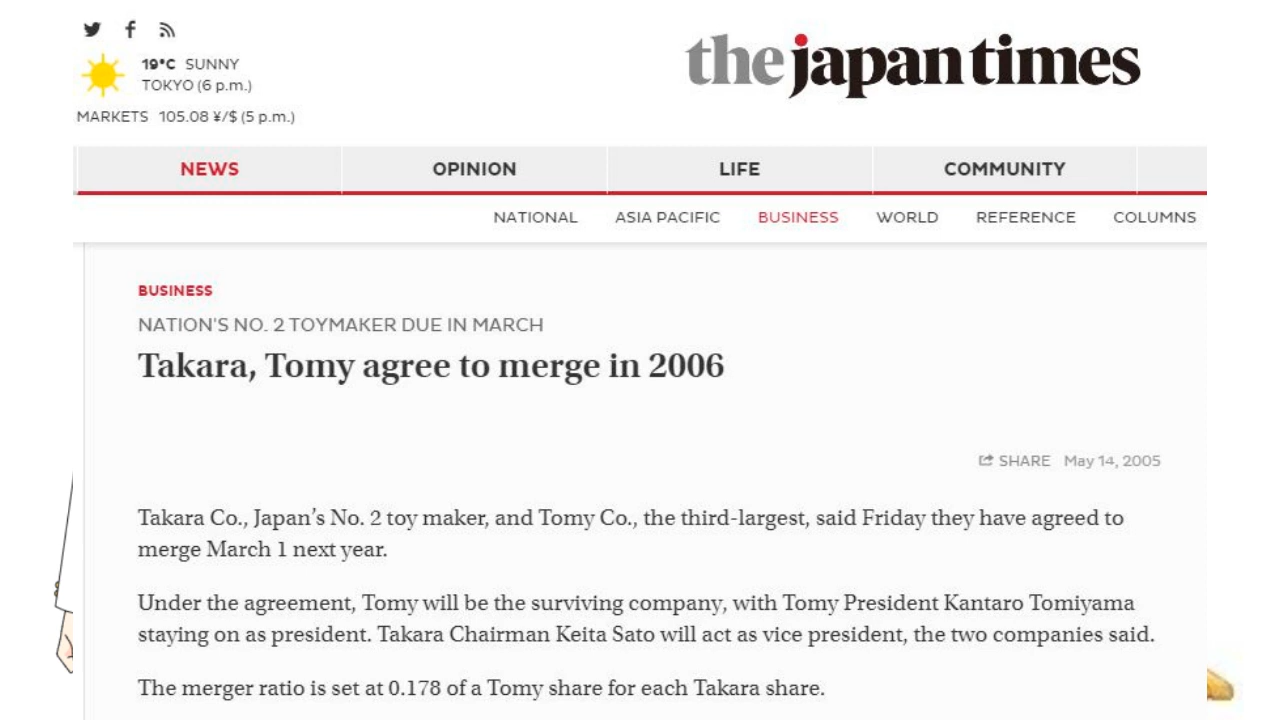 19°C SUNNY
TOKYO (6 p.m.)
MARKETS 105.08 ¥/$ (5 p.m.)
the japan times
NEWS OPINION LIFE COMMUNITY
NATIONAL ASIA PACIFIC BUSINESS WORLD REFERENCE COLUMNS
BUSINESS
NATION'S NO. 2 TOYMAKER DUE IN MARCH
Takara, Tomy agree to merge in 2006
SHARE May 14, 2005
Takara Co., Japan’s No. 2 toy maker, and Tomy Co., the third-largest, said Friday they have agreed to
merge March 1 next year.
Under the agreement, Tomy will be the surviving company, with Tomy President Kantaro Tomiyama
staying on as president. Takara Chairman Keita Sato will act as vice president, the two companies said.
The merger ratio is set at 0.178 of a Tomy share for each Takara share.